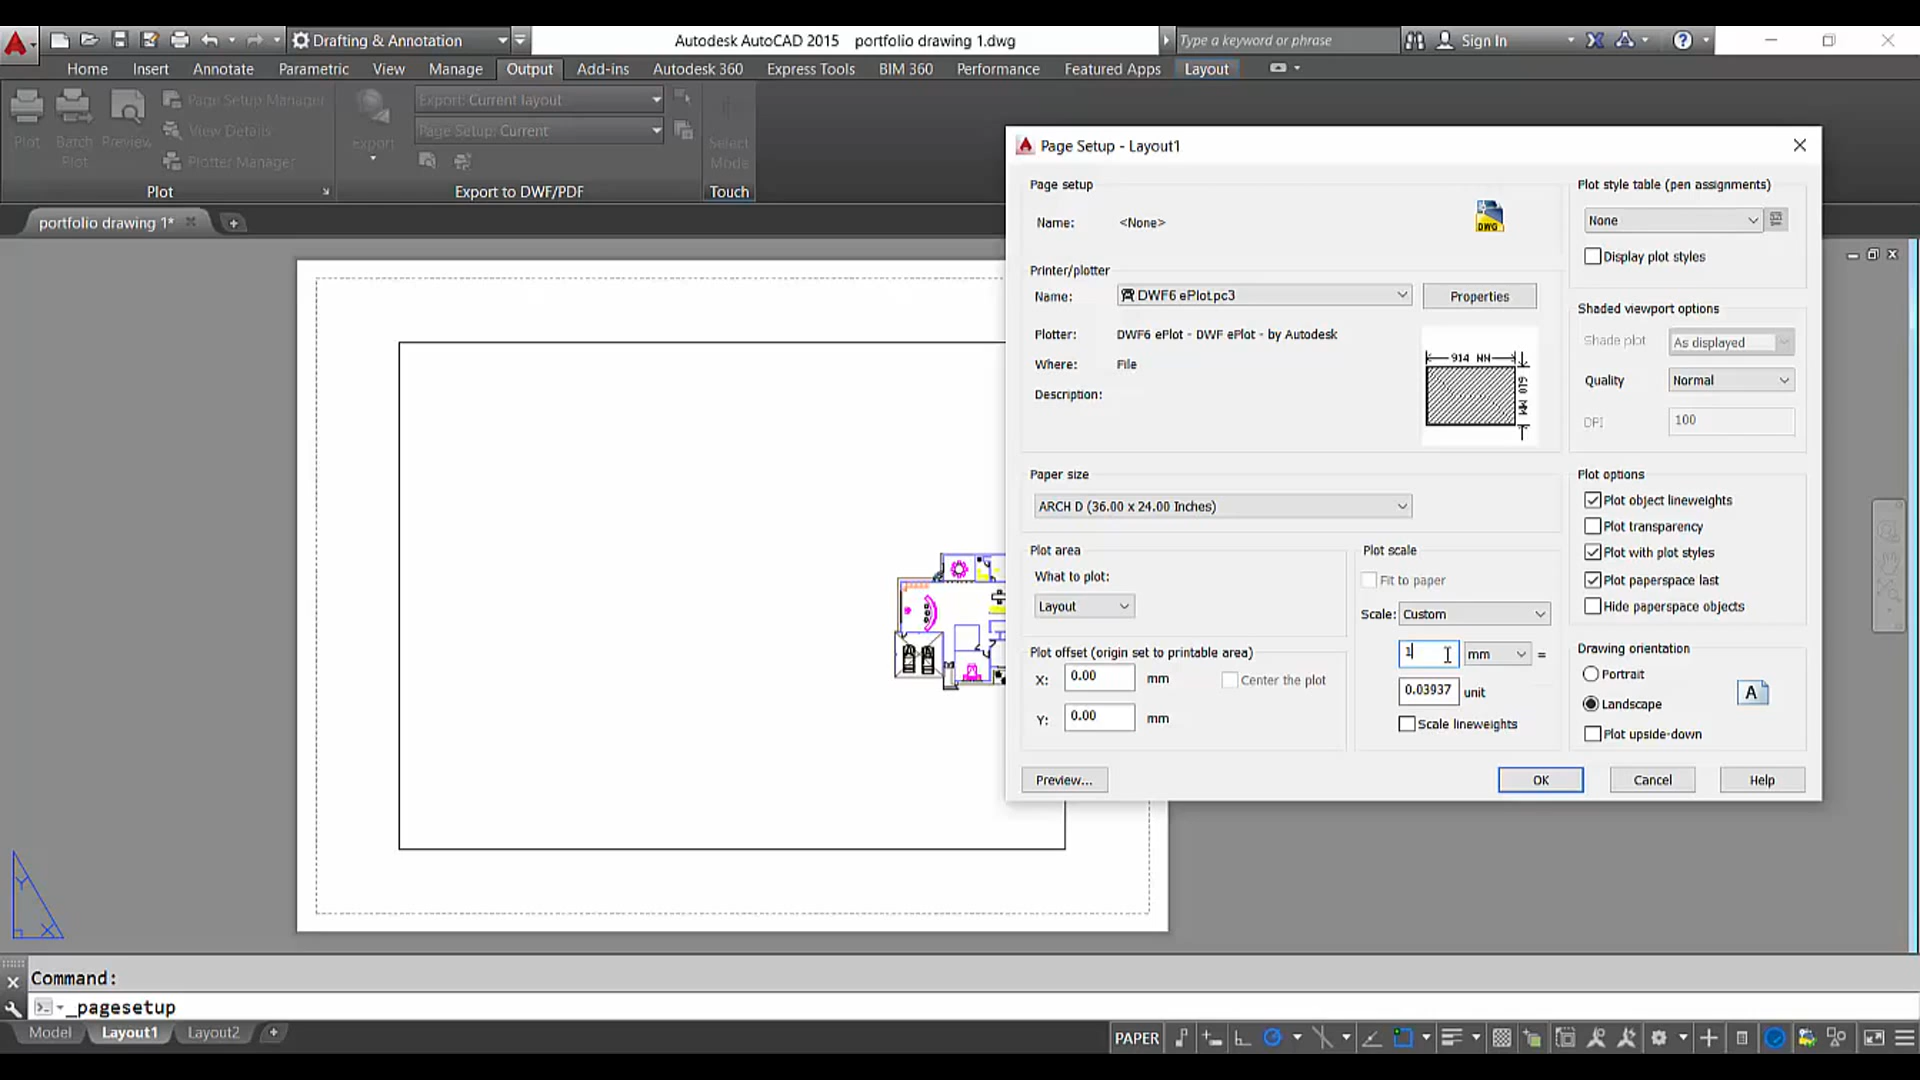 Drafting & Annotation
Autodesk AutoCAD 2015 portfolio drawing 1.dwg
Type a keyword or phrase
Sign In
Home Insert Annotate Parametric View Manage Output Add-ins Autodesk 360 Express Tools BIM 360 Performance Featured Apps Layout
Plot
Batch Plot
Preview
Page Setup Manager
View Details
Plotter Manager
Plot
Export
Export: Current layout
Page Setup: Current
Export to DWF/PDF
Select Mode
Touch
portfolio drawing 1*
Page Setup - Layout1
Page setup
Name: <None>
DWG
Printer/plotter
Name: DWF6 ePlot.pc3 Properties
Plotter: DWF6 ePlot - DWF ePlot - by Autodesk
Where: File
Description:
914 MM
610 MM
Paper size
ARCH D (36.00 x 24.00 Inches)
Plot area
What to plot:
Layout
Plot offset (origin set to printable area)
X: 0.00 mm Center the plot
Y: 0.00 mm
Plot scale
Fit to paper
Scale: Custom
1 mm =
0.03937 unit
Scale lineweights
Plot style table (pen assignments)
None
Display plot styles
Shaded viewport options
Shade plot As displayed
Quality Normal
DPI 100
Plot options
Plot object lineweights
Plot transparency
Plot with plot styles
Plot paperspace last
Hide paperspace objects
Drawing orientation
Portrait
Landscape
A
Plot upside-down
Preview... OK Cancel Help
Y
X
Command:
_pagesetup
Model Layout1 Layout2 +
PAPER